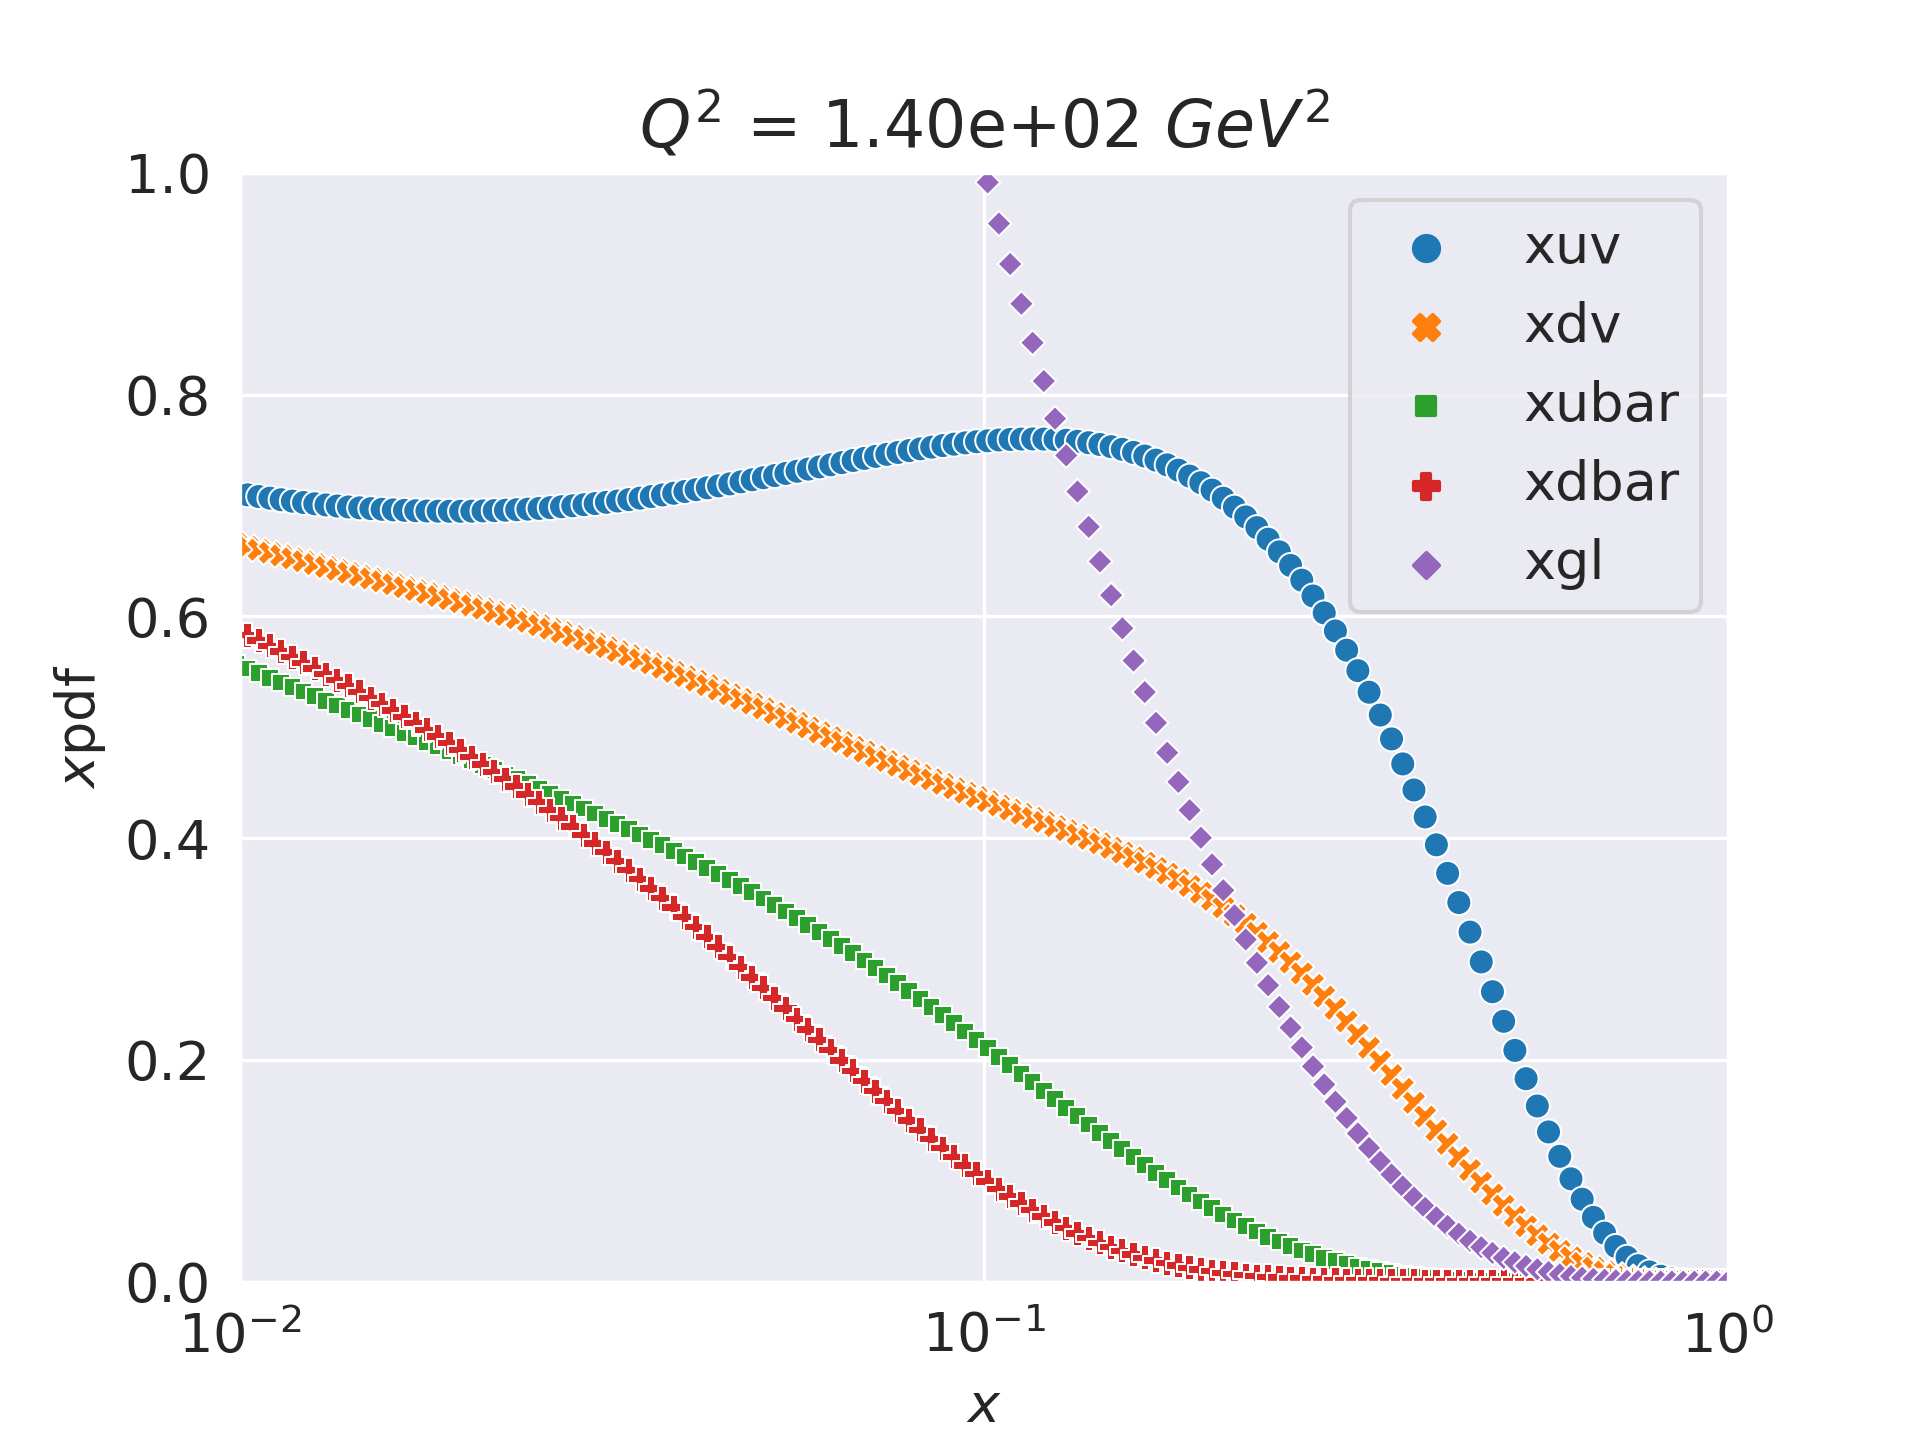 Q² = 1.40e+02 GeV²
1.0
0.8
0.6
0.4
0.2
0.0
xpdf
10⁻²
10⁻¹
10⁰
x
xuv
xdv
xubar
xdbar
xgl